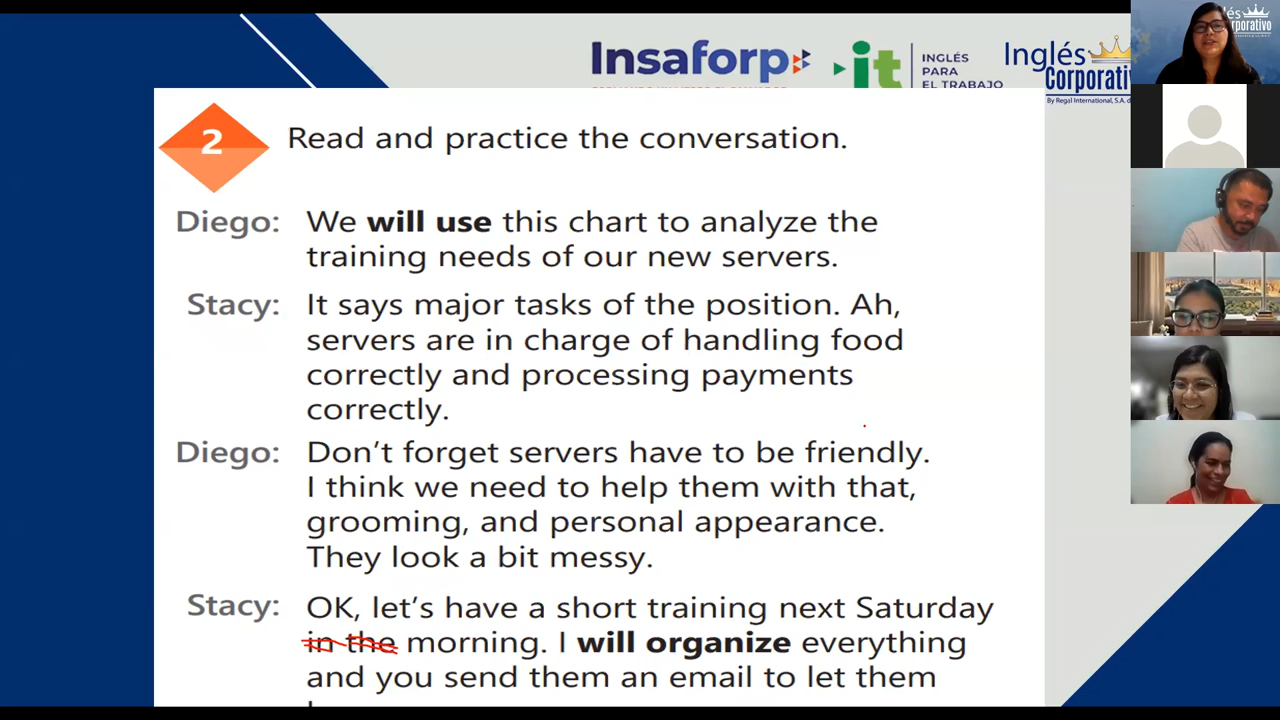 Insaforp
it
INGLÉS
PARA
EL TRABAJO
Inglés
Corporativ
By Regal International, S.A. d
2
Read and practice the conversation.
Diego: We will use this chart to analyze the
training needs of our new servers.
Stacy: It says major tasks of the position. Ah,
servers are in charge of handling food
correctly and processing payments
correctly.
Diego: Don't forget servers have to be friendly.
I think we need to help them with that,
grooming, and personal appearance.
They look a bit messy.
Stacy: OK, let's have a short training next Saturday
in the morning. I will organize everything
and you send them an email to let them